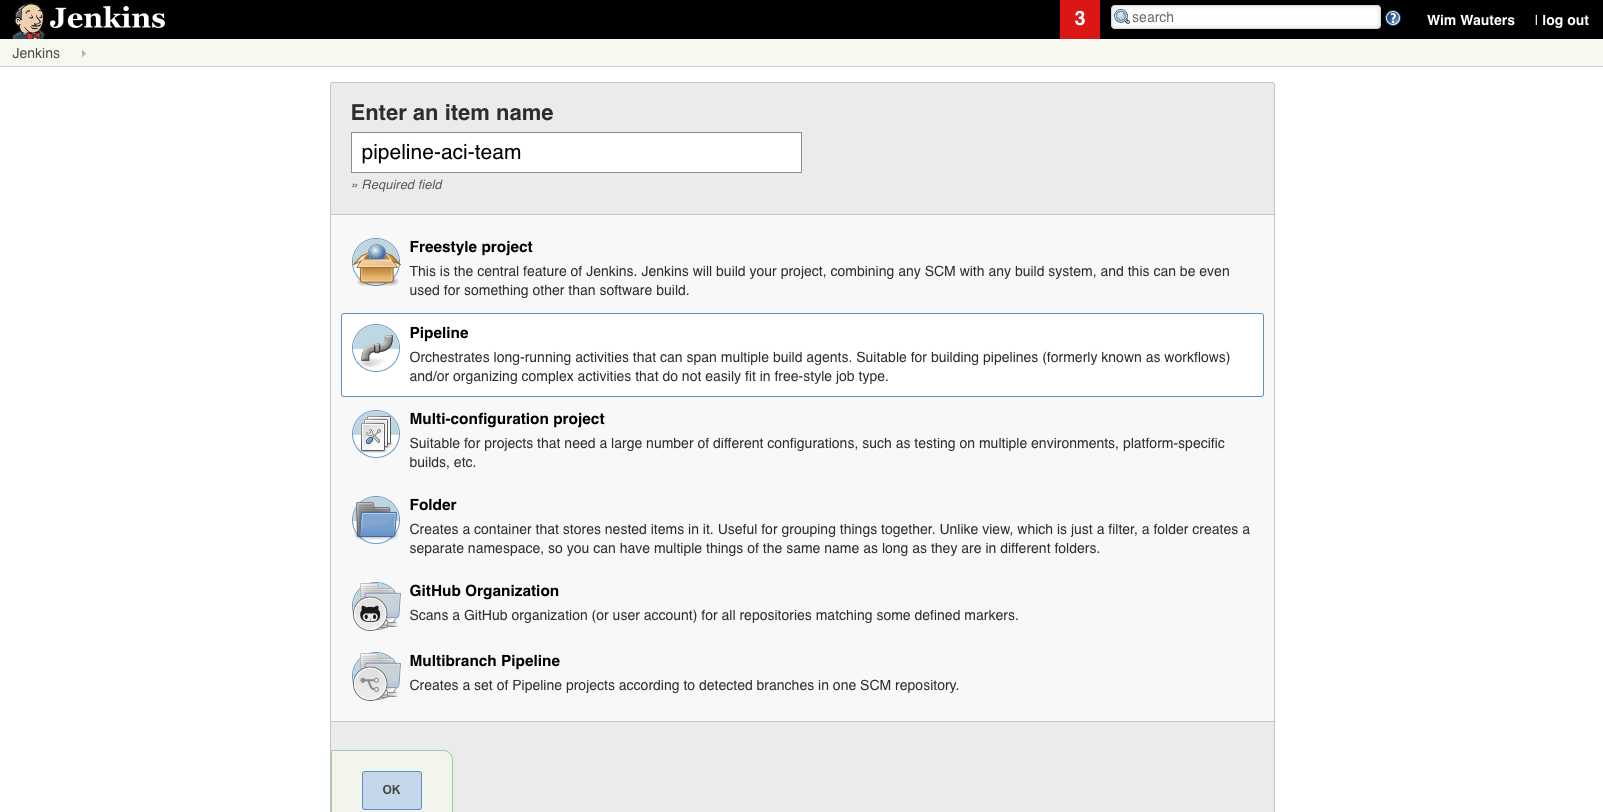 Jenkins
3
search
?
Wim Wauters
| log out
Jenkins
Enter an item name
pipeline-aci-team
» Required field
Freestyle project
This is the central feature of Jenkins. Jenkins will build your project, combining any SCM with any build system, and this can be even
used for something other than software build.
Pipeline
Orchestrates long-running activities that can span multiple build agents. Suitable for building pipelines (formerly known as workflows)
and/or organizing complex activities that do not easily fit in free-style job type.
Multi-configuration project
Suitable for projects that need a large number of different configurations, such as testing on multiple environments, platform-specific
builds, etc.
Folder
Creates a container that stores nested items in it. Useful for grouping things together. Unlike view, which is just a filter, a folder creates a
separate namespace, so you can have multiple things of the same name as long as they are in different folders.
GitHub Organization
Scans a GitHub organization (or user account) for all repositories matching some defined markers.
Multibranch Pipeline
Creates a set of Pipeline projects according to detected branches in one SCM repository.
OK